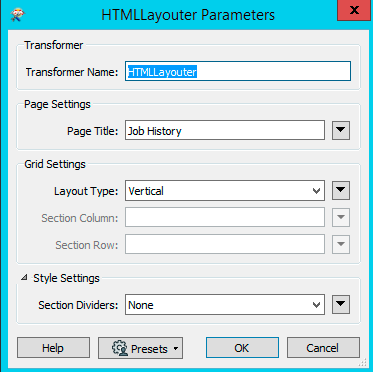 HTMLLayouter Parameters
Transformer
Transformer Name: HTMLLayouter
Page Settings
Page Title: Job History
Grid Settings
Layout Type: Vertical
Section Column:
Section Row:
Style Settings
Section Dividers: None
Help Presets OK Cancel